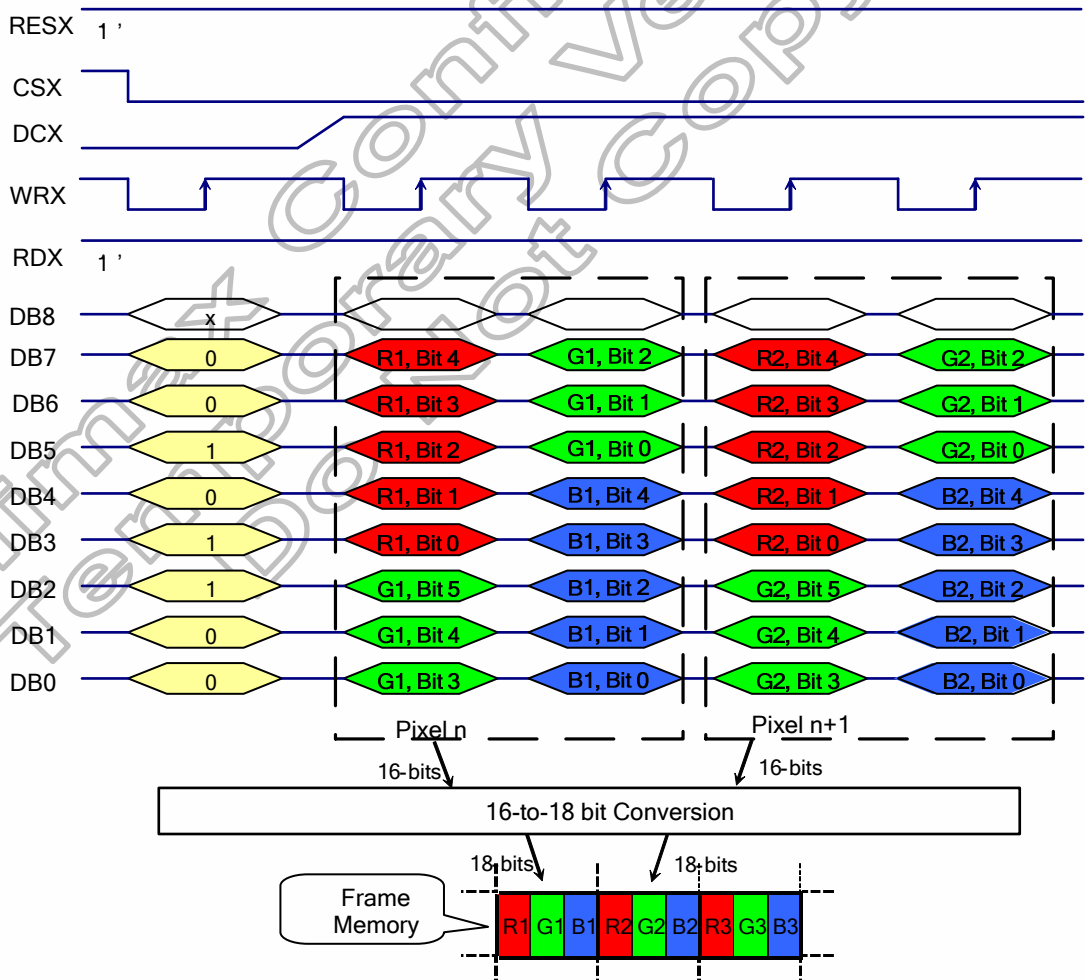 RESX 1 '
CSX
DCX
WRX
RDX 1 '
DB8 x
DB7 0 R1, Bit 4 G1, Bit 2 R2, Bit 4 G2, Bit 2
DB6 0 R1, Bit 3 G1, Bit 1 R2, Bit 3 G2, Bit 1
DB5 1 R1, Bit 2 G1, Bit 0 R2, Bit 2 G2, Bit 0
DB4 0 R1, Bit 1 B1, Bit 4 R2, Bit 1 B2, Bit 4
DB3 1 R1, Bit 0 B1, Bit 3 R2, Bit 0 B2, Bit 3
DB2 1 G1, Bit 5 B1, Bit 2 G2, Bit 5 B2, Bit 2
DB1 0 G1, Bit 4 B1, Bit 1 G2, Bit 4 B2, Bit 1
DB0 0 G1, Bit 3 B1, Bit 0 G2, Bit 3 B2, Bit 0
Pixel n Pixel n+1
16-bits 16-bits
16-to-18 bit Conversion
18-bits 18-bits
Frame
Memory
R1 G1 B1 R2 G2 B2 R3 G3 B3
Temporary
Do Not Copy